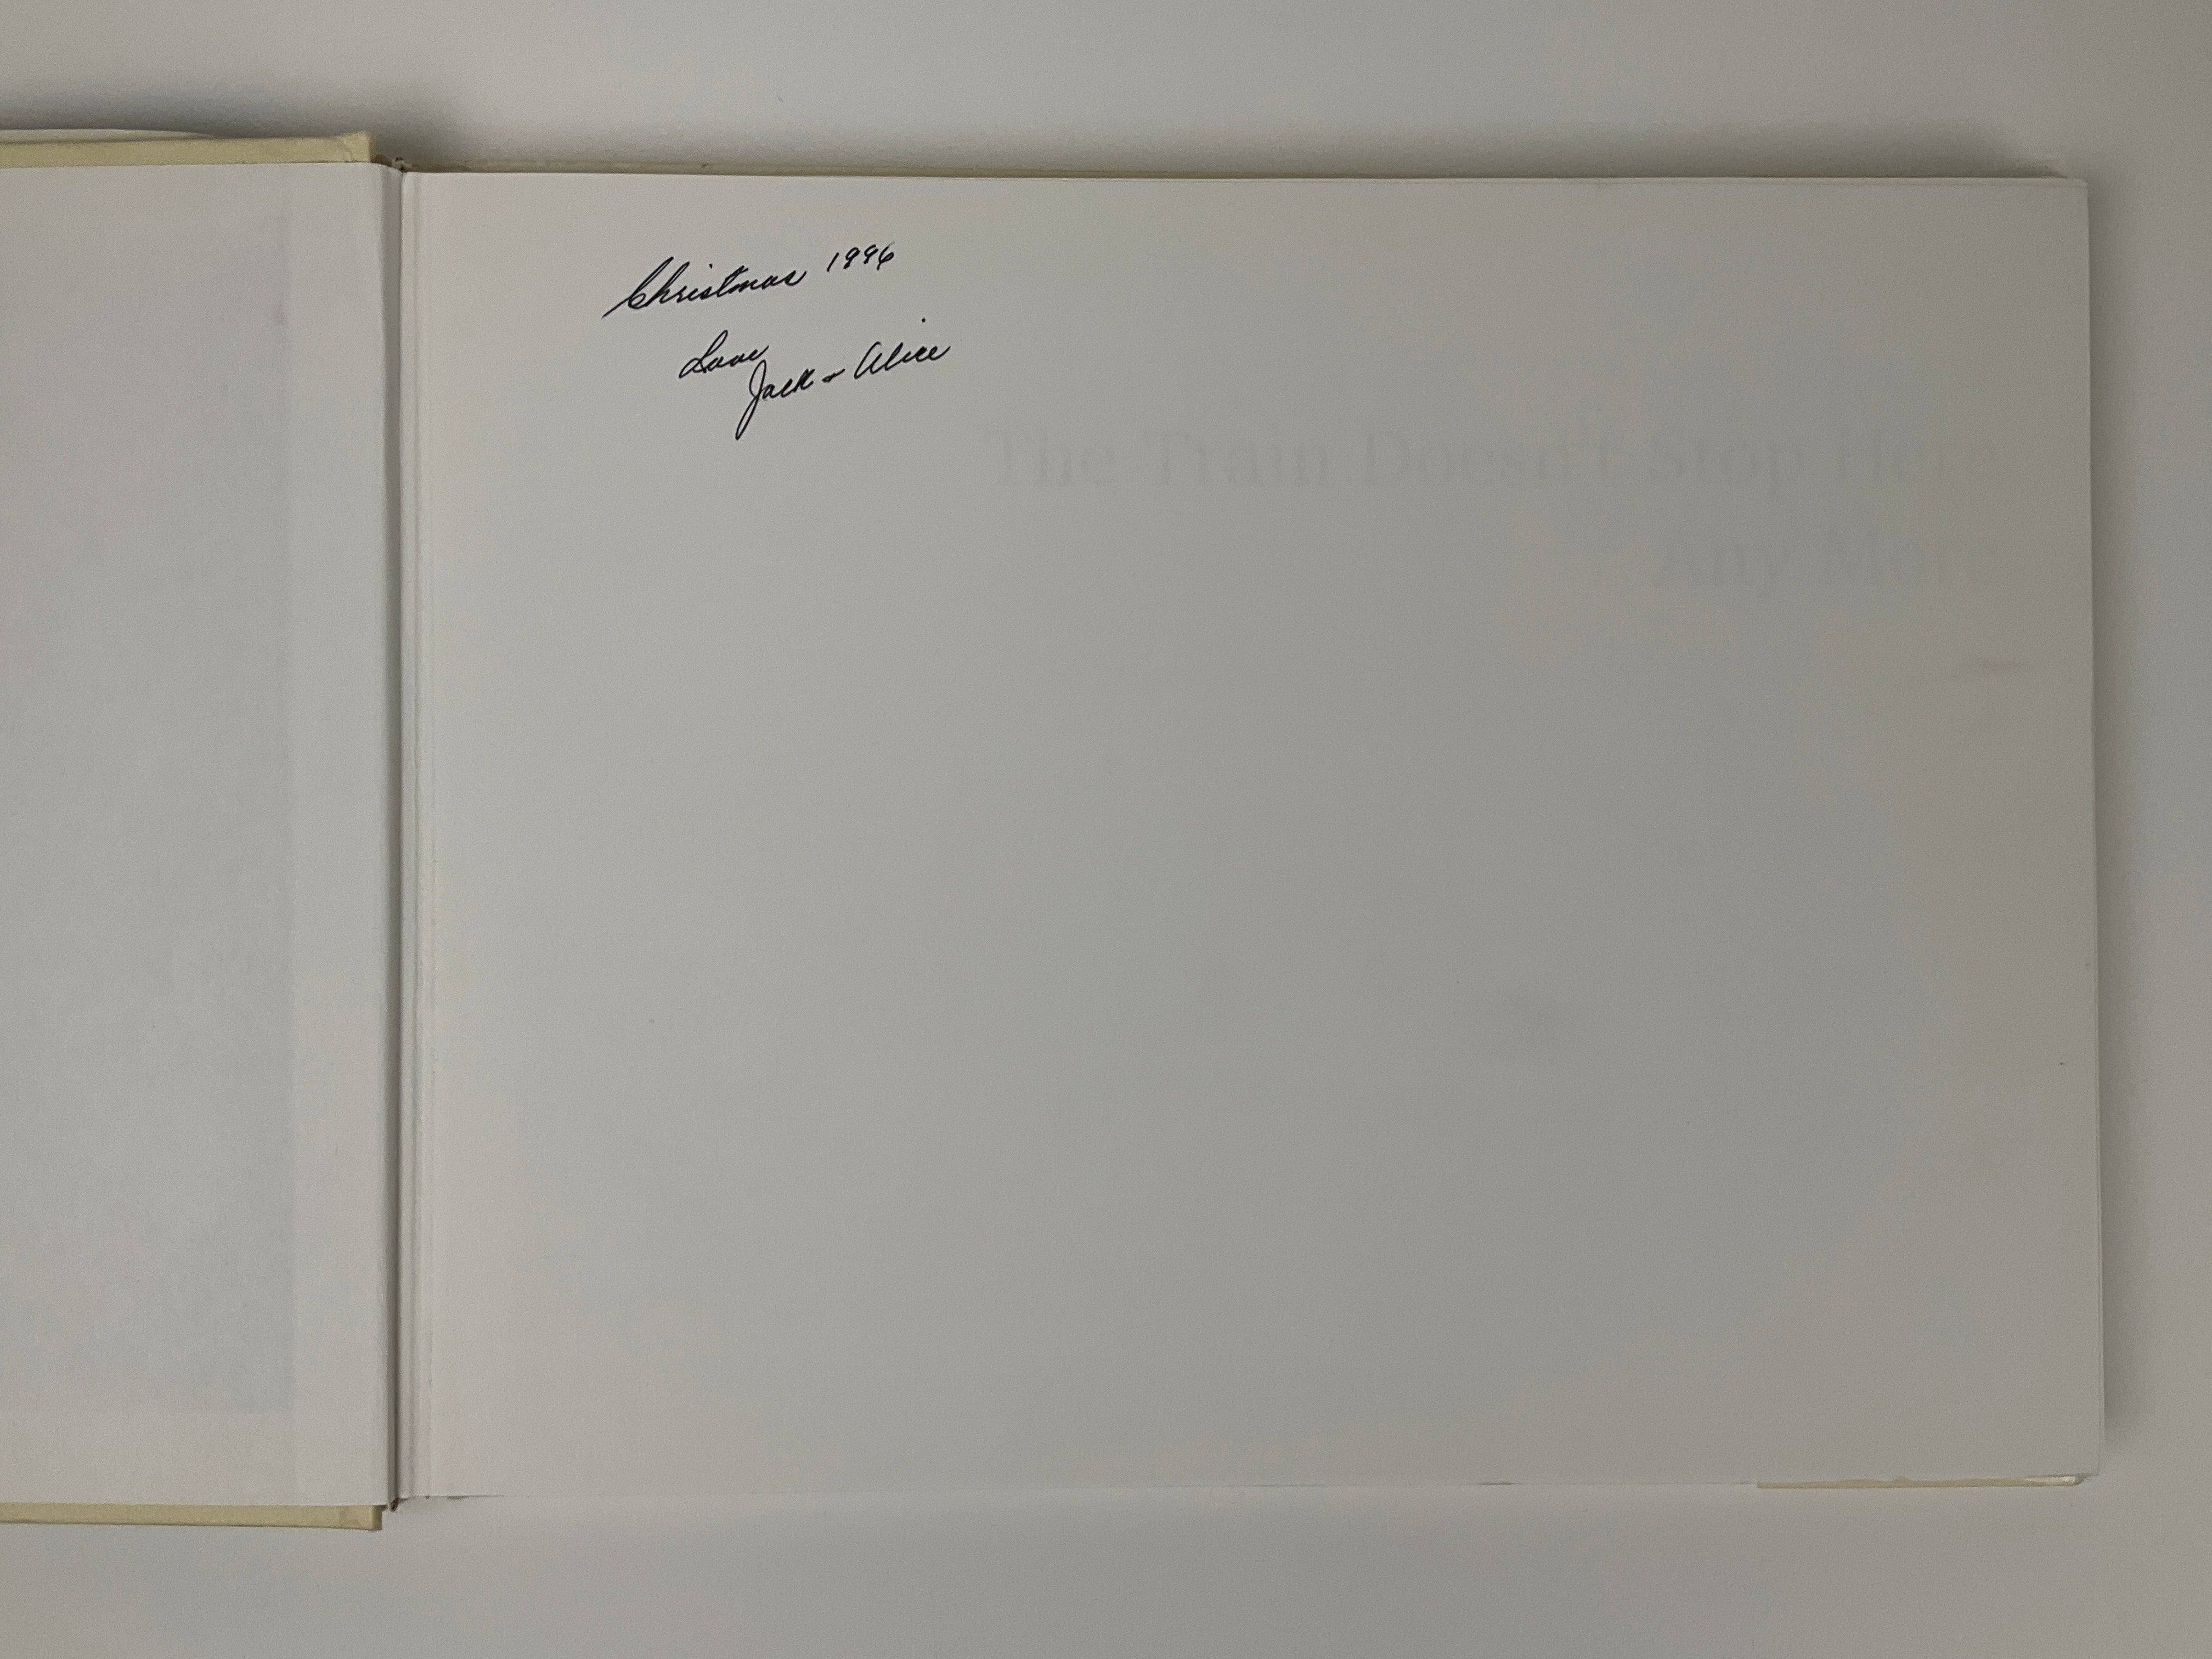 Christmas 1996
Love
Jack & Alice
The Train Doesn't Stop Here
Any More